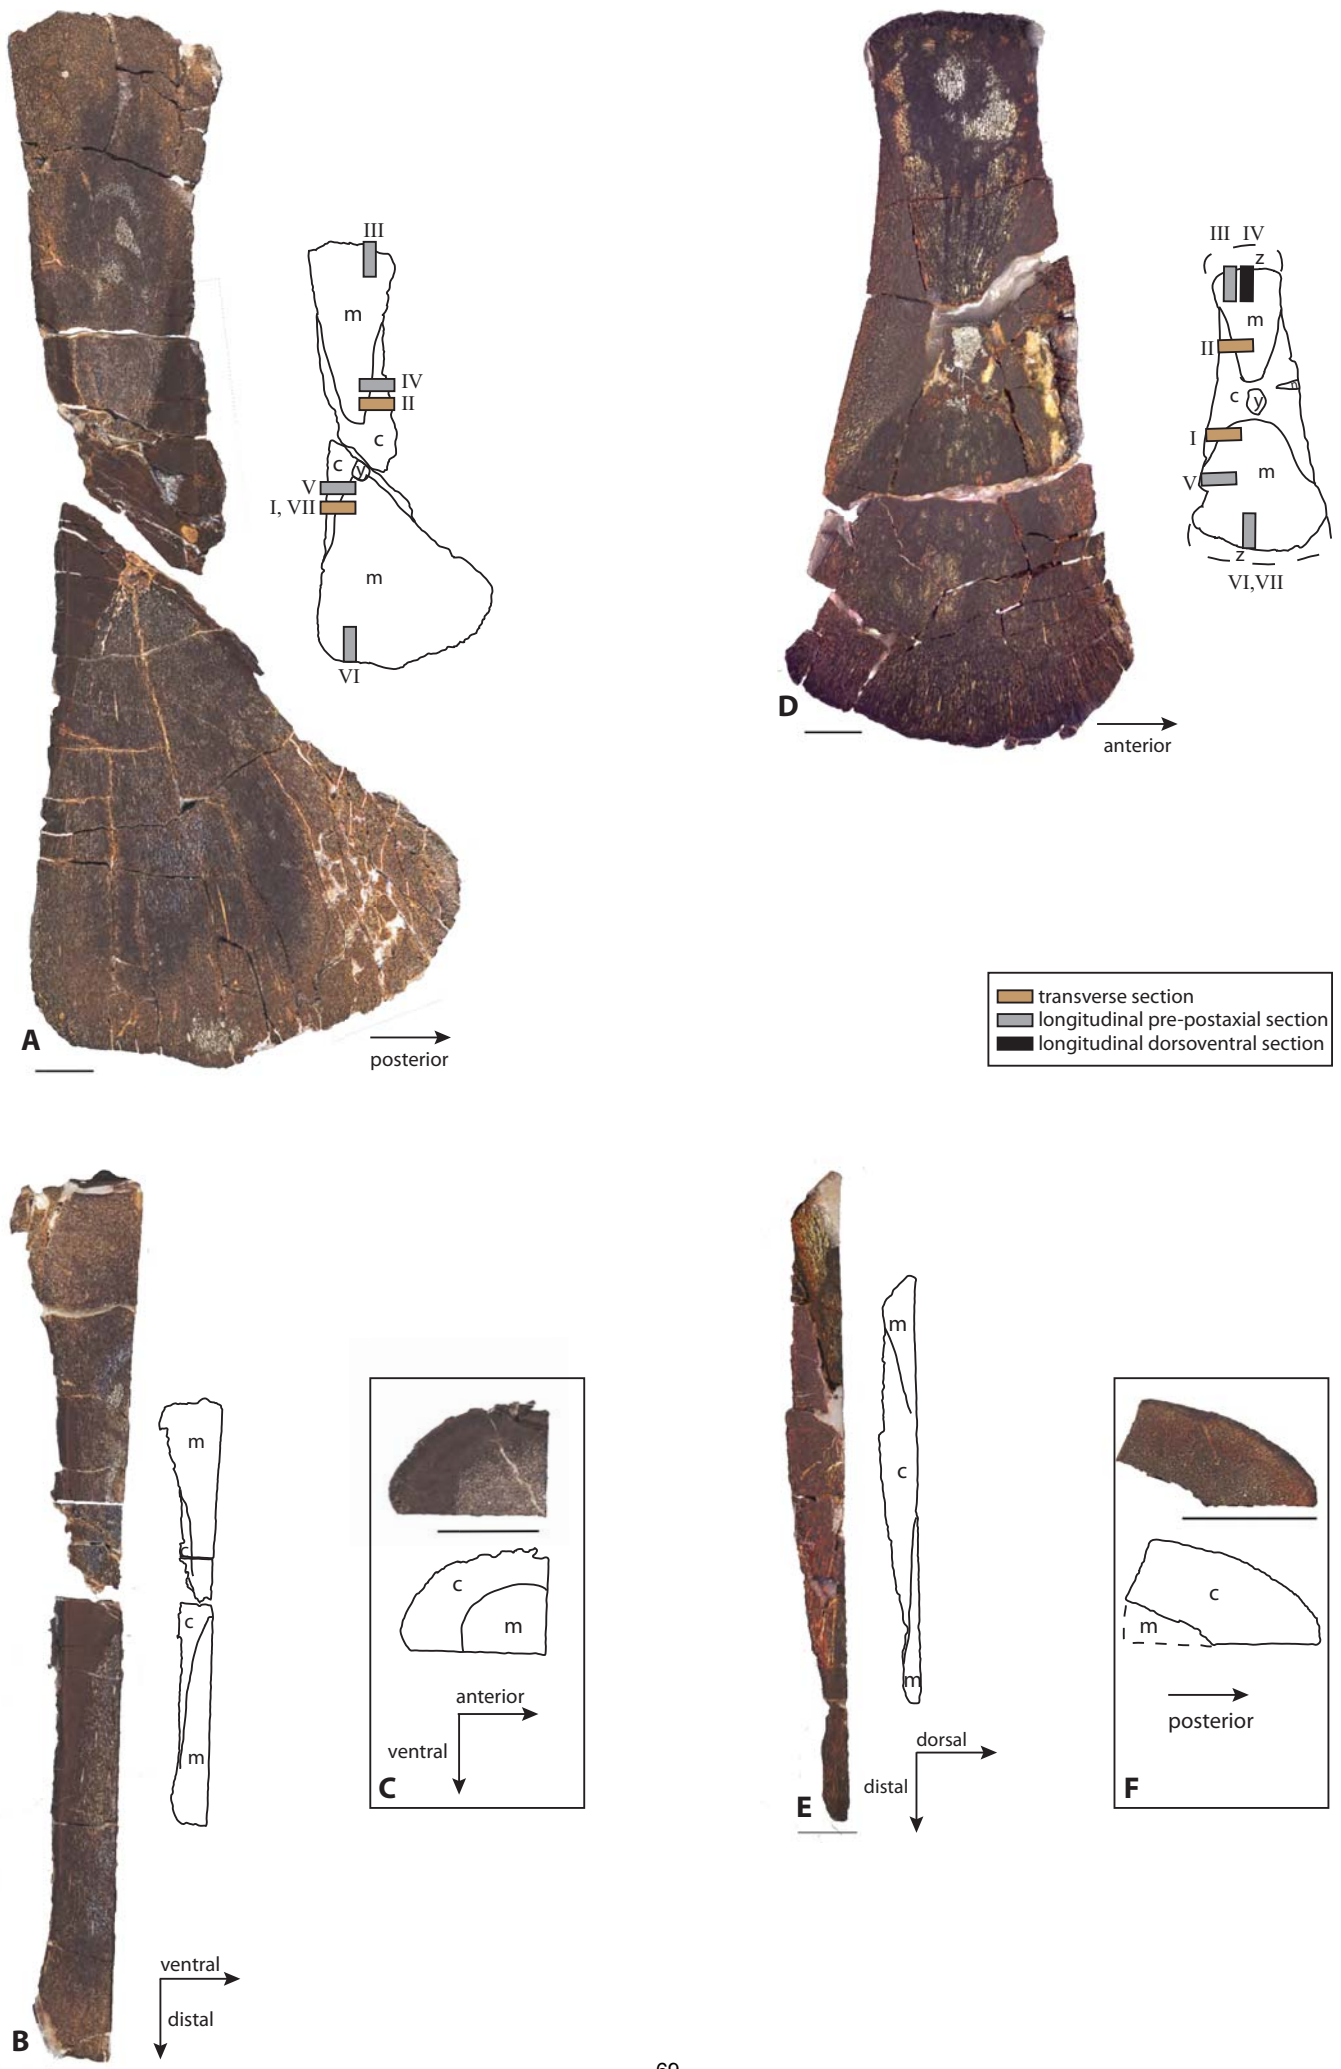 III
m
IV
II
c
c
y
V
I, VII
m
VI
A
posterior
III IV
z
m
II
c
y
n
I
m
V
z
VI,VII
D
anterior
transverse section
longitudinal pre-postaxial section
longitudinal dorsoventral section
m
c
c
m
ventral
distal
B
c
m
anterior
ventral
C
m
c
m
dorsal
distal
E
c
m
posterior
F